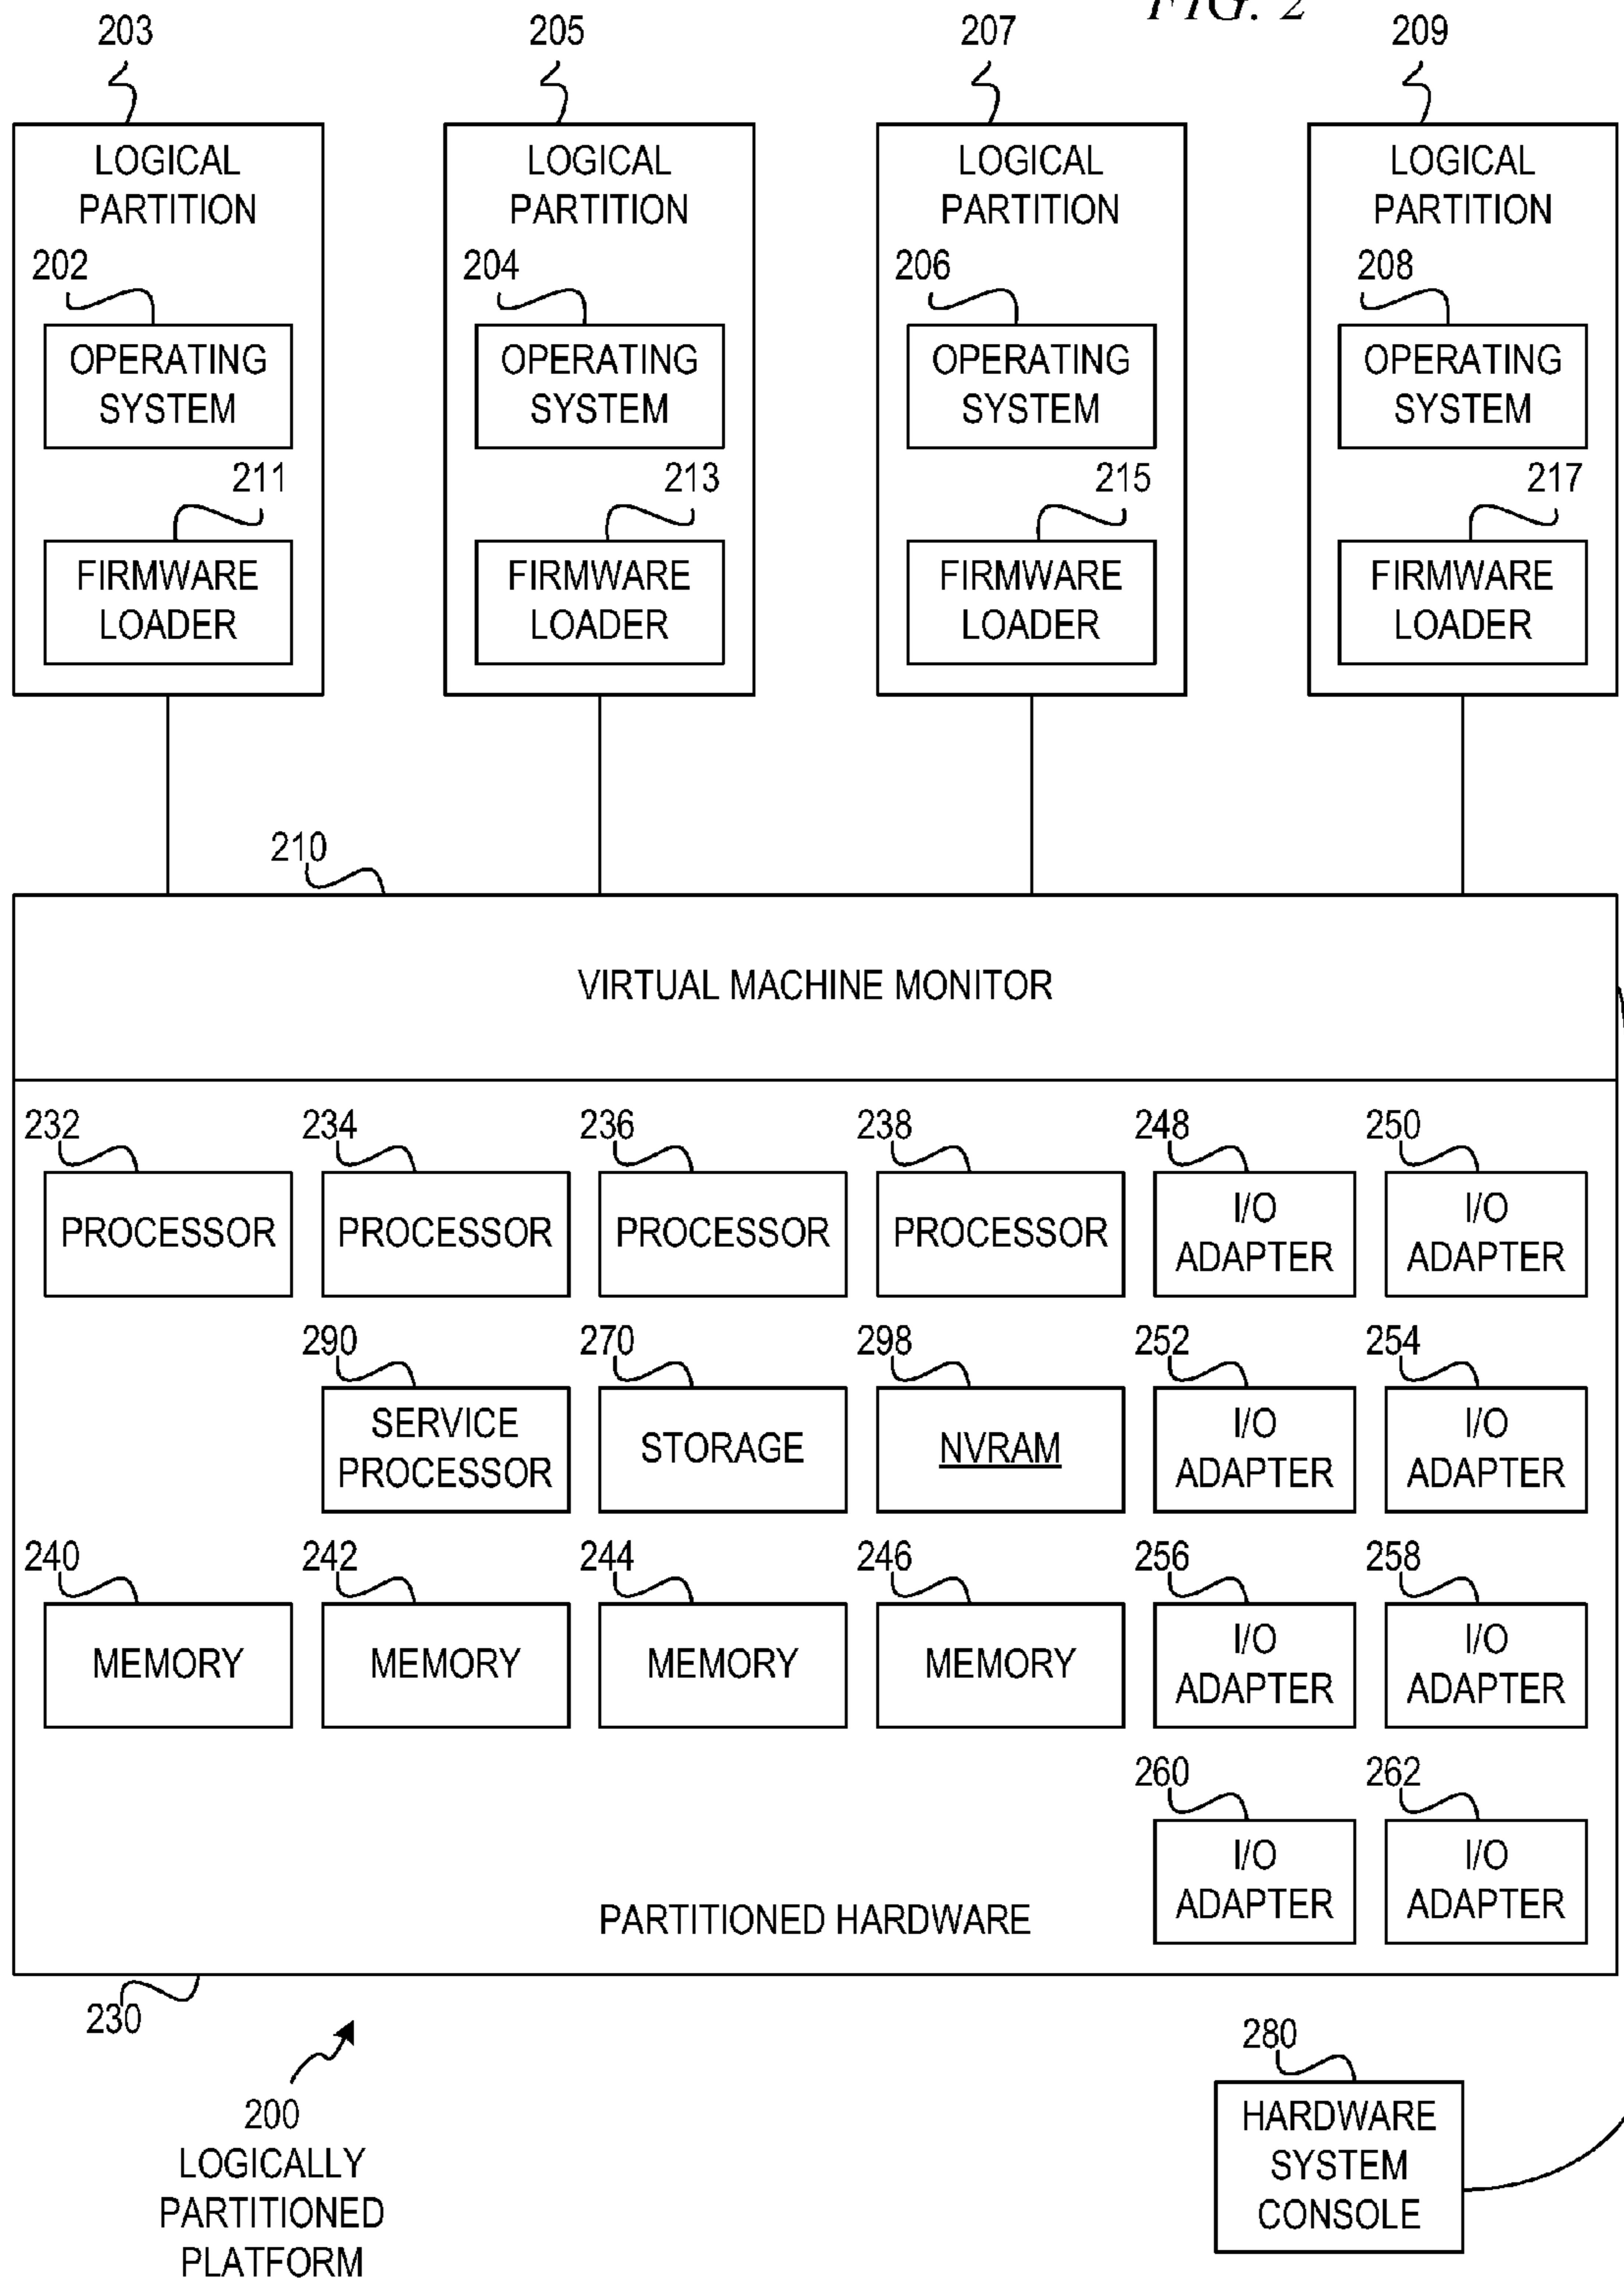 FIG. 2
203 205 207 209
LOGICAL PARTITION LOGICAL PARTITION LOGICAL PARTITION LOGICAL PARTITION
202 204 206 208
OPERATING SYSTEM OPERATING SYSTEM OPERATING SYSTEM OPERATING SYSTEM
211 213 215 217
FIRMWARE LOADER FIRMWARE LOADER FIRMWARE LOADER FIRMWARE LOADER
210
VIRTUAL MACHINE MONITOR
232 234 236 238 248 250
PROCESSOR PROCESSOR PROCESSOR PROCESSOR I/O ADAPTER I/O ADAPTER
290 270 298 252 254
SERVICE PROCESSOR STORAGE NVRAM I/O ADAPTER I/O ADAPTER
240 242 244 246 256 258
MEMORY MEMORY MEMORY MEMORY I/O ADAPTER I/O ADAPTER
260 262
I/O ADAPTER I/O ADAPTER
PARTITIONED HARDWARE
230
200
LOGICALLY
PARTITIONED
PLATFORM
280
HARDWARE
SYSTEM
CONSOLE